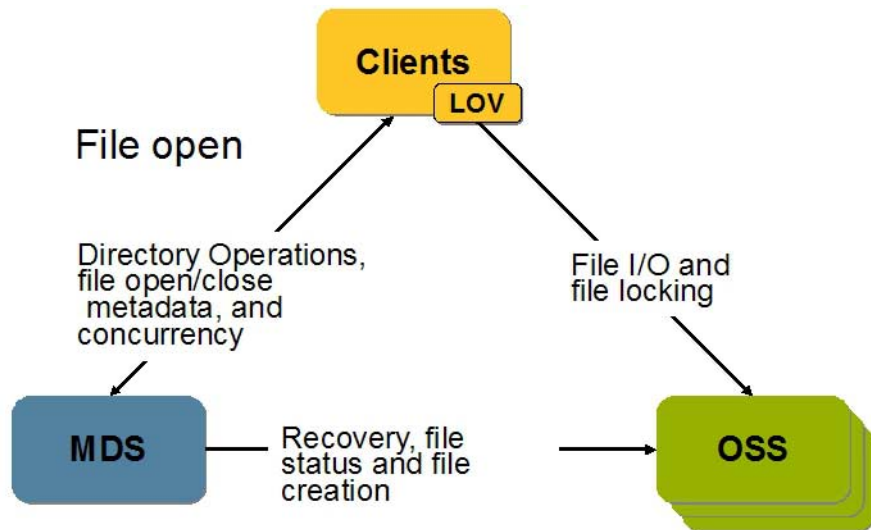 Clients
LOV
File open
Directory Operations,
file open/close
metadata, and
concurrency
File I/O and
file locking
MDS
Recovery, file
status and file
creation
OSS